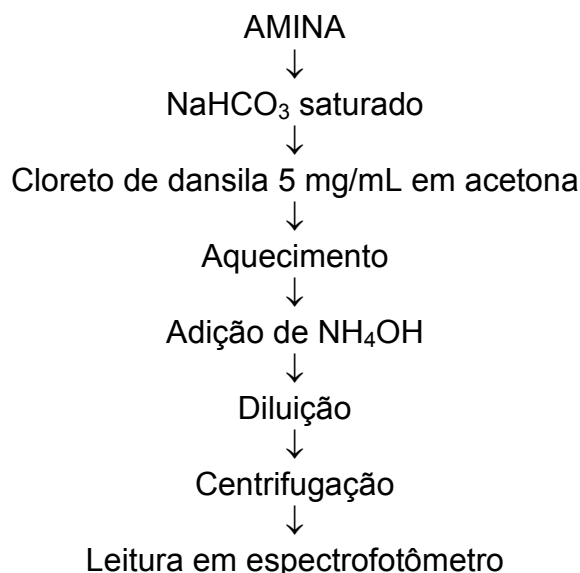 AMINA
↓
NaHCO₃ saturado
↓
Cloreto de dansila 5 mg/mL em acetona
↓
Aquecimento
↓
Adição de NH₄OH
↓
Diluição
↓
Centrifugação
↓
Leitura em espectrofotômetro